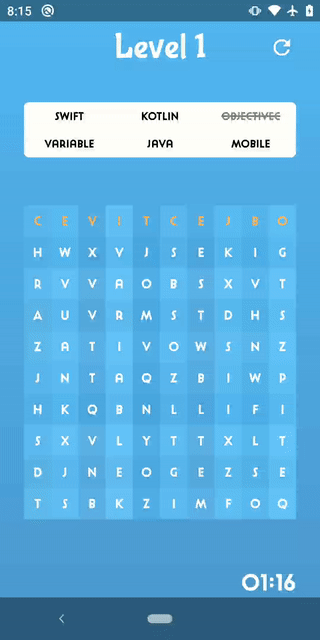 8:15
Level 1
SWIFT KOTLIN OBJECTIVEC
VARIABLE JAVA MOBILE
C E V I T C E J B O
H W X V J S E K I G
R V V A O B S X V T
A U V R M S T D H S
Z A T I V O W S N Z
J N T A Q Z B I W P
H K Q B N L L I F I
S X V L Y T T X L T
D J N E O G E Z S E
T S B K Z I M F O Q
01:16